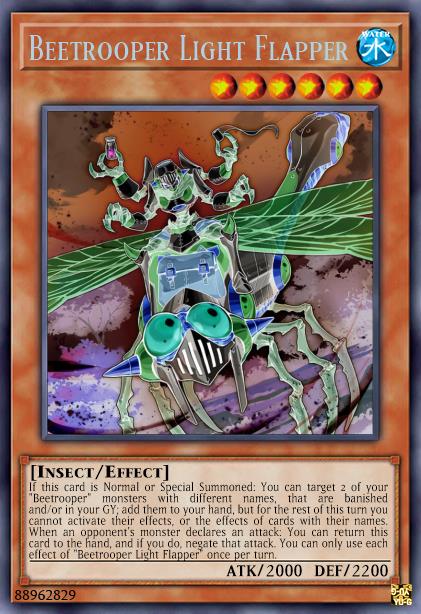 BEETROOPER LIGHT FLAPPER
WATER
水
[INSECT/EFFECT]
If this card is Normal or Special Summoned: You can target 2 of your
"Beetrooper" monsters with different names, that are banished
and/or in your GY; add them to your hand, but for the rest of this turn you
cannot activate their effects, or the effects of cards with their names.
When an opponent's monster declares an attack: You can return
this card to the hand, and if you do, negate that attack. You can only use each
effect of "Beetrooper Light Flapper" once per turn.
ATK/2000 DEF/2200
88962829